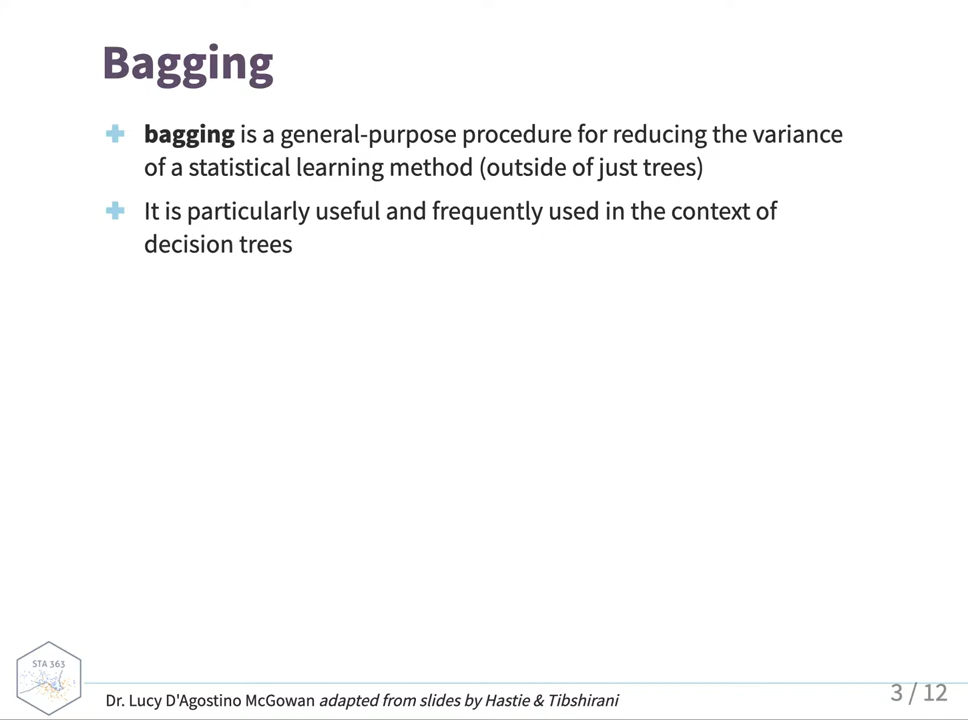 Bagging
bagging is a general-purpose procedure for reducing the variance
of a statistical learning method (outside of just trees)
It is particularly useful and frequently used in the context of
decision trees
STA 363
Dr. Lucy D'Agostino McGowan adapted from slides by Hastie & Tibshirani
3 / 12